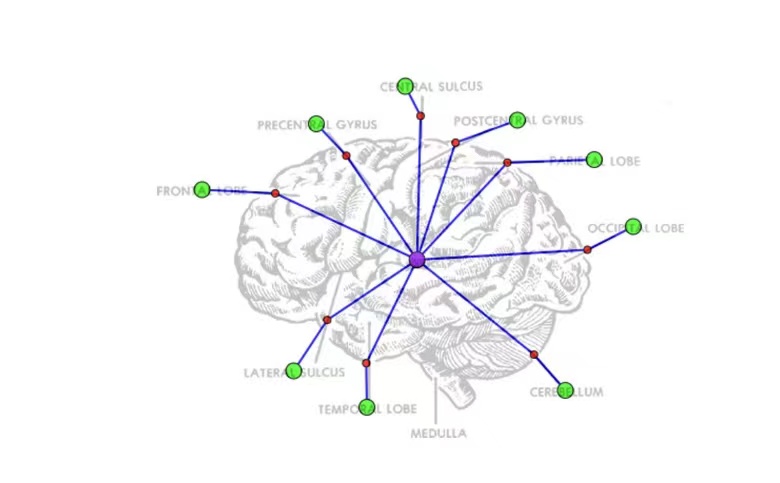 CENTRAL SULCUS
PRECENTRAL GYRUS
POSTCENTRAL GYRUS
PARIETAL LOBE
FRONTAL LOBE
OCCIPITAL LOBE
LATERAL SULCUS
CEREBELLUM
TEMPORAL LOBE
MEDULLA